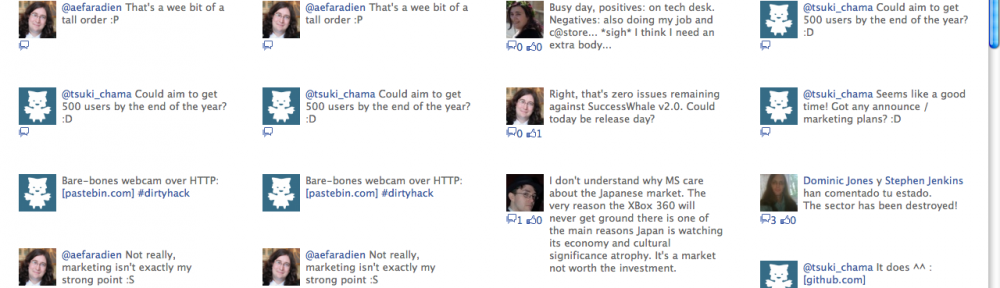 @aefaradien That's a wee bit of a
tall order :P
@tsuki_chama Could aim to get
500 users by the end of the year?
:D
Bare-bones webcam over HTTP:
[pastebin.com] #dirtyhack
@aefaradien Not really,
marketing isn't exactly my
strong point :S
@aefaradien That's a wee bit of a
tall order :P
@tsuki_chama Could aim to get
500 users by the end of the year?
:D
Bare-bones webcam over HTTP:
[pastebin.com] #dirtyhack
@aefaradien Not really,
marketing isn't exactly my
strong point :S
Busy day, positives: on tech desk.
Negatives: also doing my job and
c@store... *sigh* I think I need an
extra body...
0 0
Right, that's zero issues remaining
against SuccessWhale v2.0. Could
today be release day?
0 1
I don't understand why MS care
about the Japanese market. The
very reason the XBox 360 will
never get ground there is one of
the main reasons Japan is watching
its economy and cultural
significance atrophy. It's a market
not worth the investment.
1 0
@tsuki_chama Could aim to get
500 users by the end of the year?
:D
@tsuki_chama Seems like a good
time! Got any announce /
marketing plans? :D
Dominic Jones y Stephen Jenkins
han comentado tu estado.
The sector has been destroyed!
3 0
@tsuki_chama It does ^^ :
[github.com]